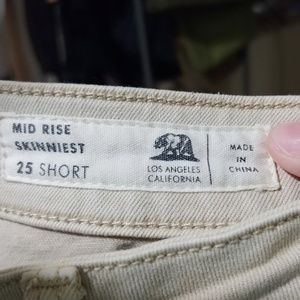 MID RISE
SKINNIEST
25 SHORT
LOS ANGELES
CALIFORNIA
MADE
IN
CHINA